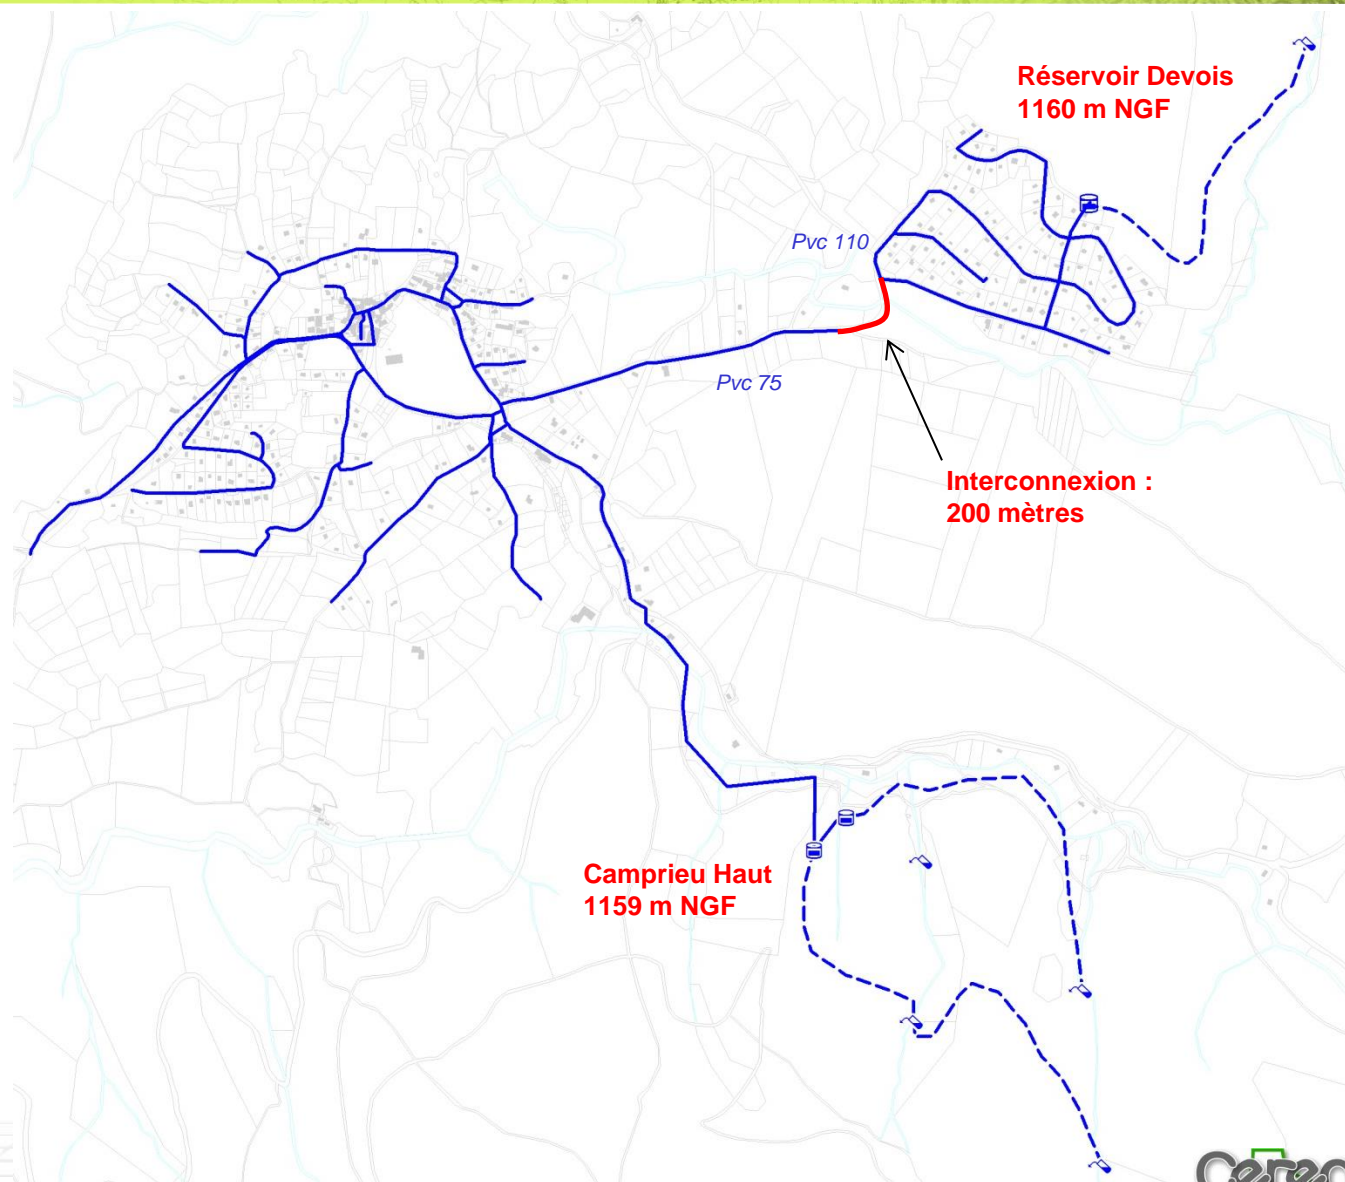 Réservoir Devois
1160 m NGF
Pvc 110
Pvc 75
Interconnexion :
200 mètres
Camprieu Haut
1159 m NGF